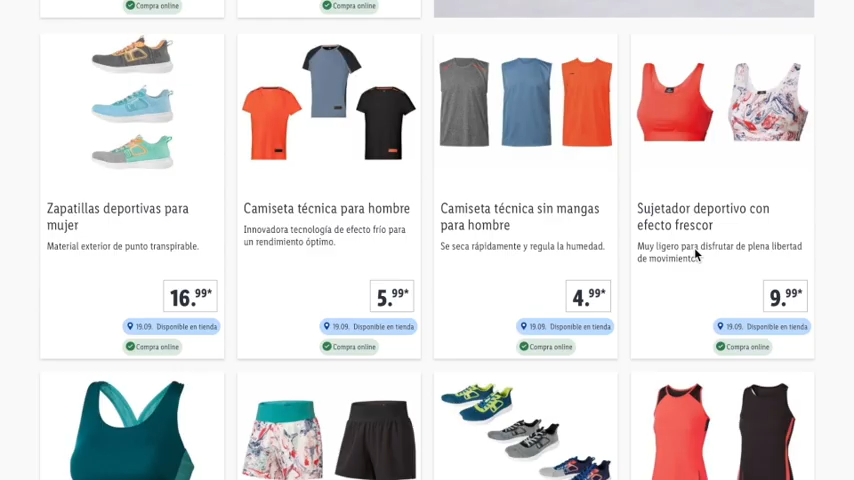 Compra online
Compra online
Zapatillas deportivas para
mujer
Material exterior de punto transpirable.
16.99*
19.09. Disponible en tienda
Compra online
Camiseta técnica para hombre
Innovadora tecnología de efecto frío para
un rendimiento óptimo.
5.99*
19.09. Disponible en tienda
Compra online
Camiseta técnica sin mangas
para hombre
Se seca rápidamente y regula la humedad.
4.99*
19.09. Disponible en tienda
Compra online
Sujetador deportivo con
efecto frescor
Muy ligero para disfrutar de plena libertad
de movimiento.
9.99*
19.09. Disponible en tienda
Compra online